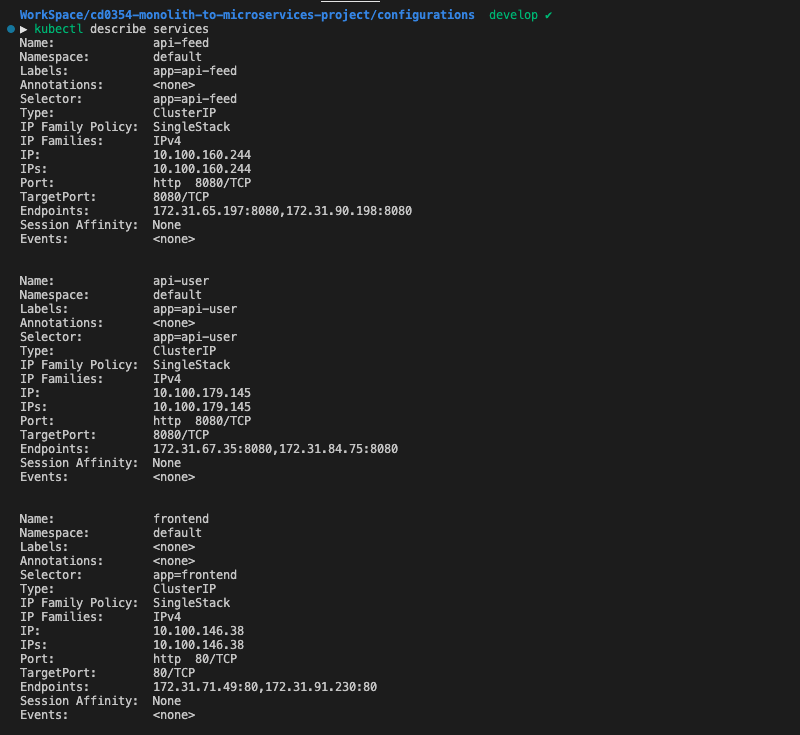 WorkSpace/cd0354-monolith-to-microservices-project/configurations develop ✔
▶ kubectl describe services
Name: api-feed
Namespace: default
Labels: app=api-feed
Annotations: <none>
Selector: app=api-feed
Type: ClusterIP
IP Family Policy: SingleStack
IP Families: IPv4
IP: 10.100.160.244
IPs: 10.100.160.244
Port: http 8080/TCP
TargetPort: 8080/TCP
Endpoints: 172.31.65.197:8080,172.31.90.198:8080
Session Affinity: None
Events: <none>
Name: api-user
Namespace: default
Labels: app=api-user
Annotations: <none>
Selector: app=api-user
Type: ClusterIP
IP Family Policy: SingleStack
IP Families: IPv4
IP: 10.100.179.145
IPs: 10.100.179.145
Port: http 8080/TCP
TargetPort: 8080/TCP
Endpoints: 172.31.67.35:8080,172.31.84.75:8080
Session Affinity: None
Events: <none>
Name: frontend
Namespace: default
Labels: <none>
Annotations: <none>
Selector: app=frontend
Type: ClusterIP
IP Family Policy: SingleStack
IP Families: IPv4
IP: 10.100.146.38
IPs: 10.100.146.38
Port: http 80/TCP
TargetPort: 80/TCP
Endpoints: 172.31.71.49:80,172.31.91.230:80
Session Affinity: None
Events: <none>